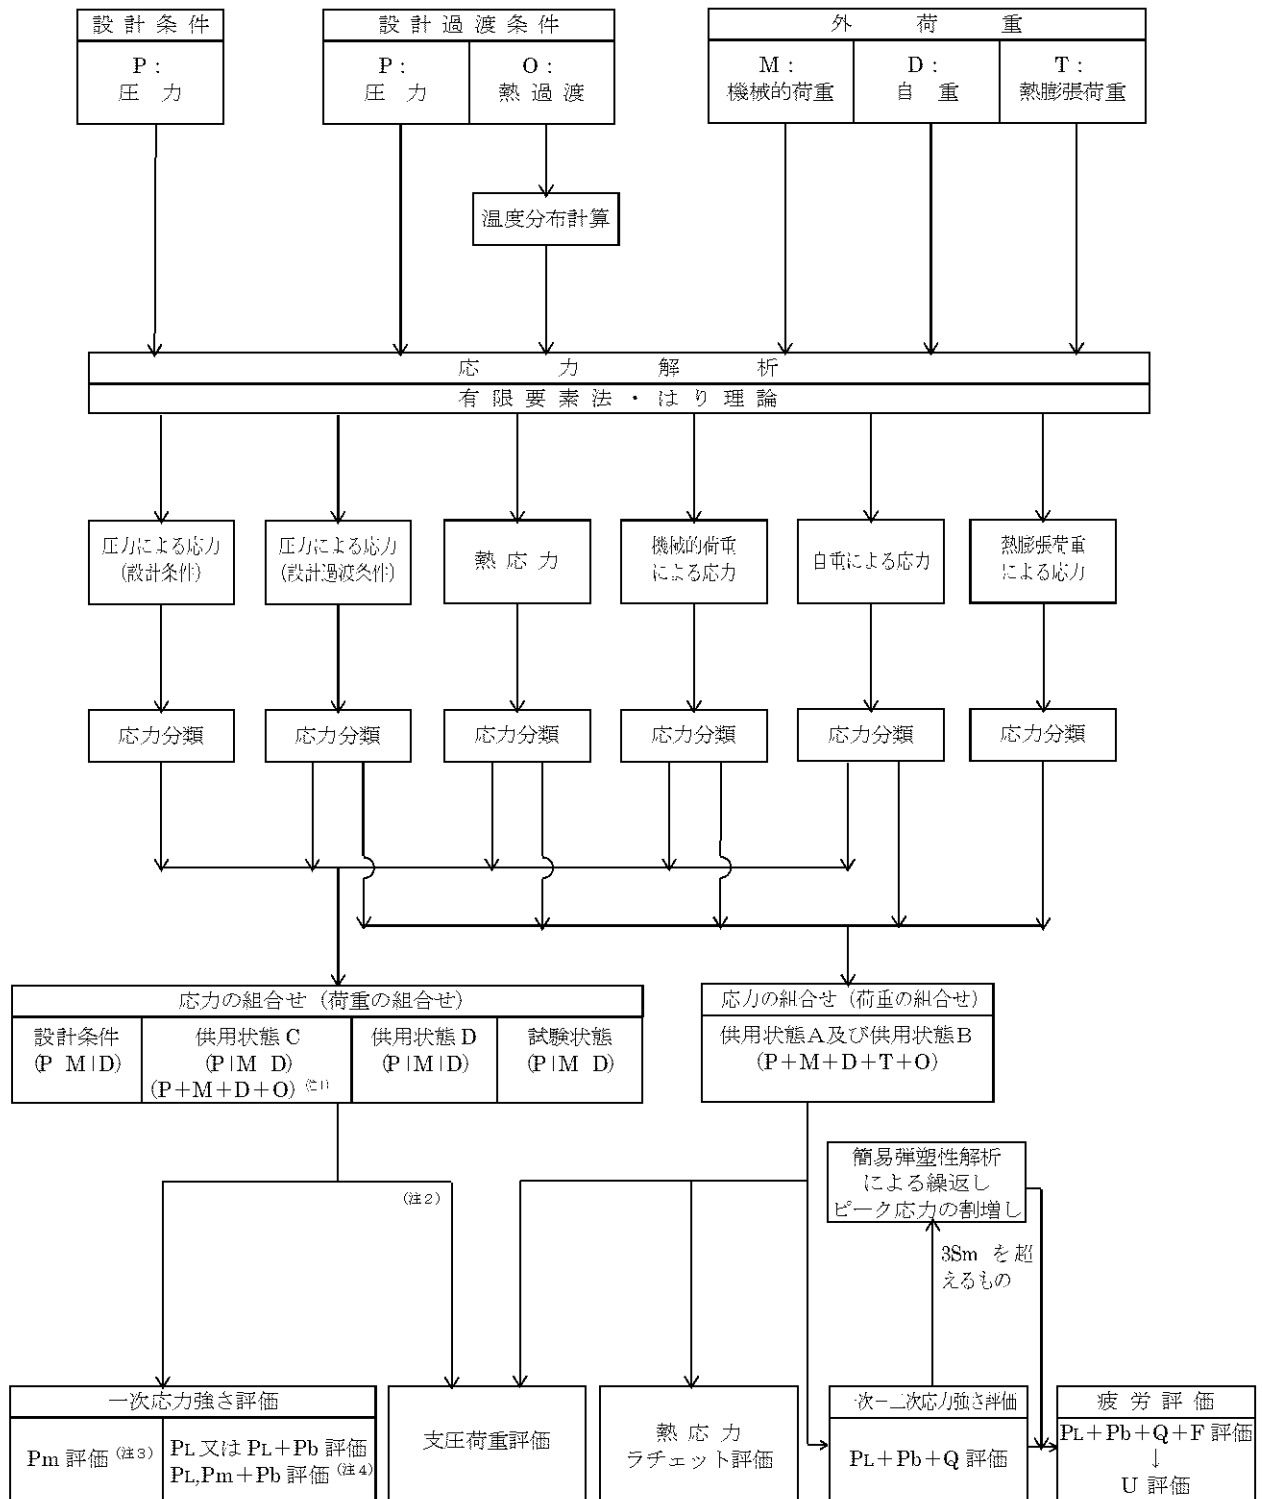 設計条件
P：
圧力
設計過渡条件
P：
圧力
O：
熱過渡
外荷重
M：
機械的荷重
D：
自重
T：
熱膨張荷重
温度分布計算
応力解析
有限要素法・はり理論
圧力による応力
(設計条件)
圧力による応力
(設計過渡条件)
熱応力
機械的荷重
による応力
自重による応力
熱膨張荷重
による応力
応力分類
応力分類
応力分類
応力分類
応力分類
応力分類
応力の組合せ（荷重の組合せ）
設計条件
(P M|D)
供用状態 C
(P|M D)
(P+M+D+O) (注1)
供用状態 D
(P|M|D)
試験状態
(P|M D)
応力の組合せ（荷重の組合せ）
供用状態A及び供用状態B
(P+M+D+T+O)
簡易弾塑性解析
による繰返し
ピーク応力の割増し
(注2)
3Sm を超
えるもの
一次応力強さ評価
Pm 評価 (注3)
PL 又は PL+Pb 評価
PL,Pm+Pb 評価 (注4)
支圧荷重評価
熱応力
ラチェット評価
一次＋二次応力強さ評価
PL+Pb+Q 評価
疲労評価
PL+Pb+Q+F 評価
↓
U 評価